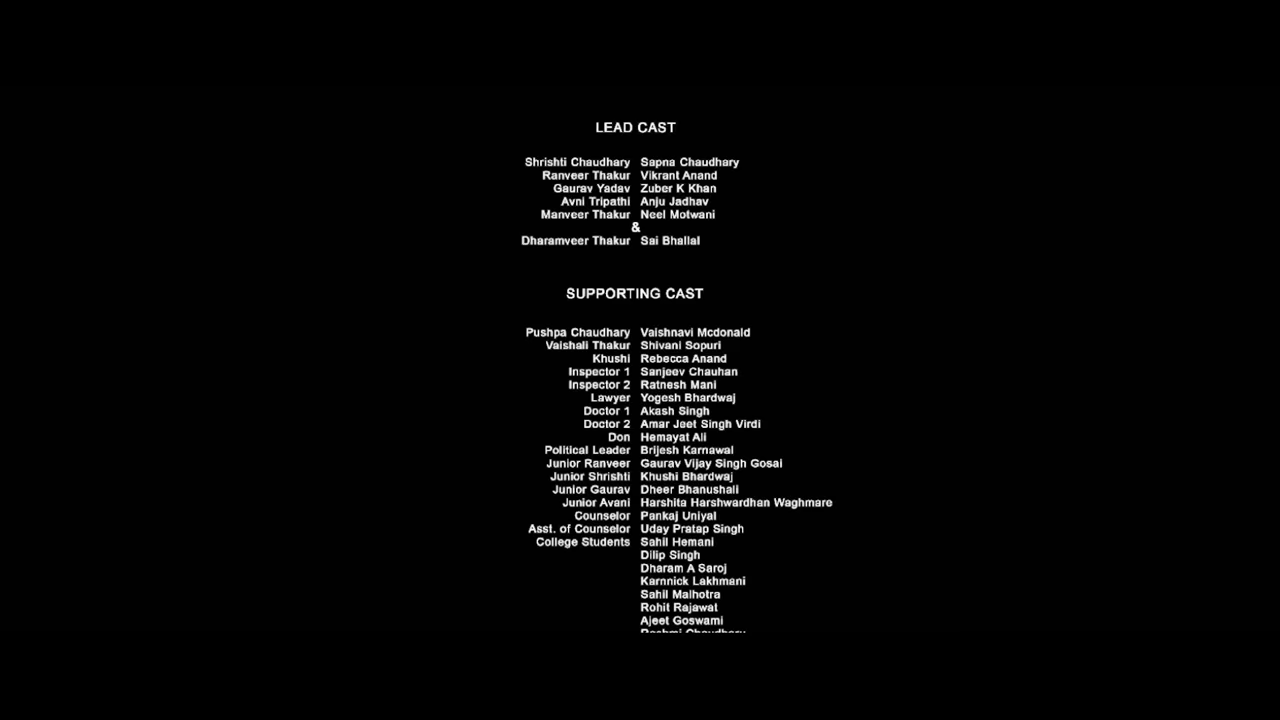 LEAD CAST
Shrishti Chaudhary Sapna Chaudhary
Ranveer Thakur Vikrant Anand
Gaurav Yadav Zuber K Khan
Avni Tripathi Anju Jadhav
Manveer Thakur Neel Motwani
&
Dharamveer Thakur Sai Bhallal
SUPPORTING CAST
Pushpa Chaudhary Vaishnavi Mcdonald
Vaishali Thakur Shivani Sopuri
Khushi Rebecca Anand
Inspector 1 Sanjeev Chauhan
Inspector 2 Ratnesh Mani
Lawyer Yogesh Bhardwaj
Doctor 1 Akash Singh
Doctor 2 Amar Jeet Singh Virdi
Don Hemayat Ali
Political Leader Brijesh Karnawal
Junior Ranveer Gaurav Vijay Singh Gosai
Junior Shrishti Khushi Bhardwaj
Junior Gaurav Dheer Bhanushali
Junior Avani Harshita Harshwardhan Waghmare
Counselor Pankaj Uniyal
Asst. of Counselor Uday Pratap Singh
College Students Sahil Hemani
Dilip Singh
Dharam A Saroj
Karnnick Lakhmani
Sahil Malhotra
Rohit Rajawat
Ajeet Goswami